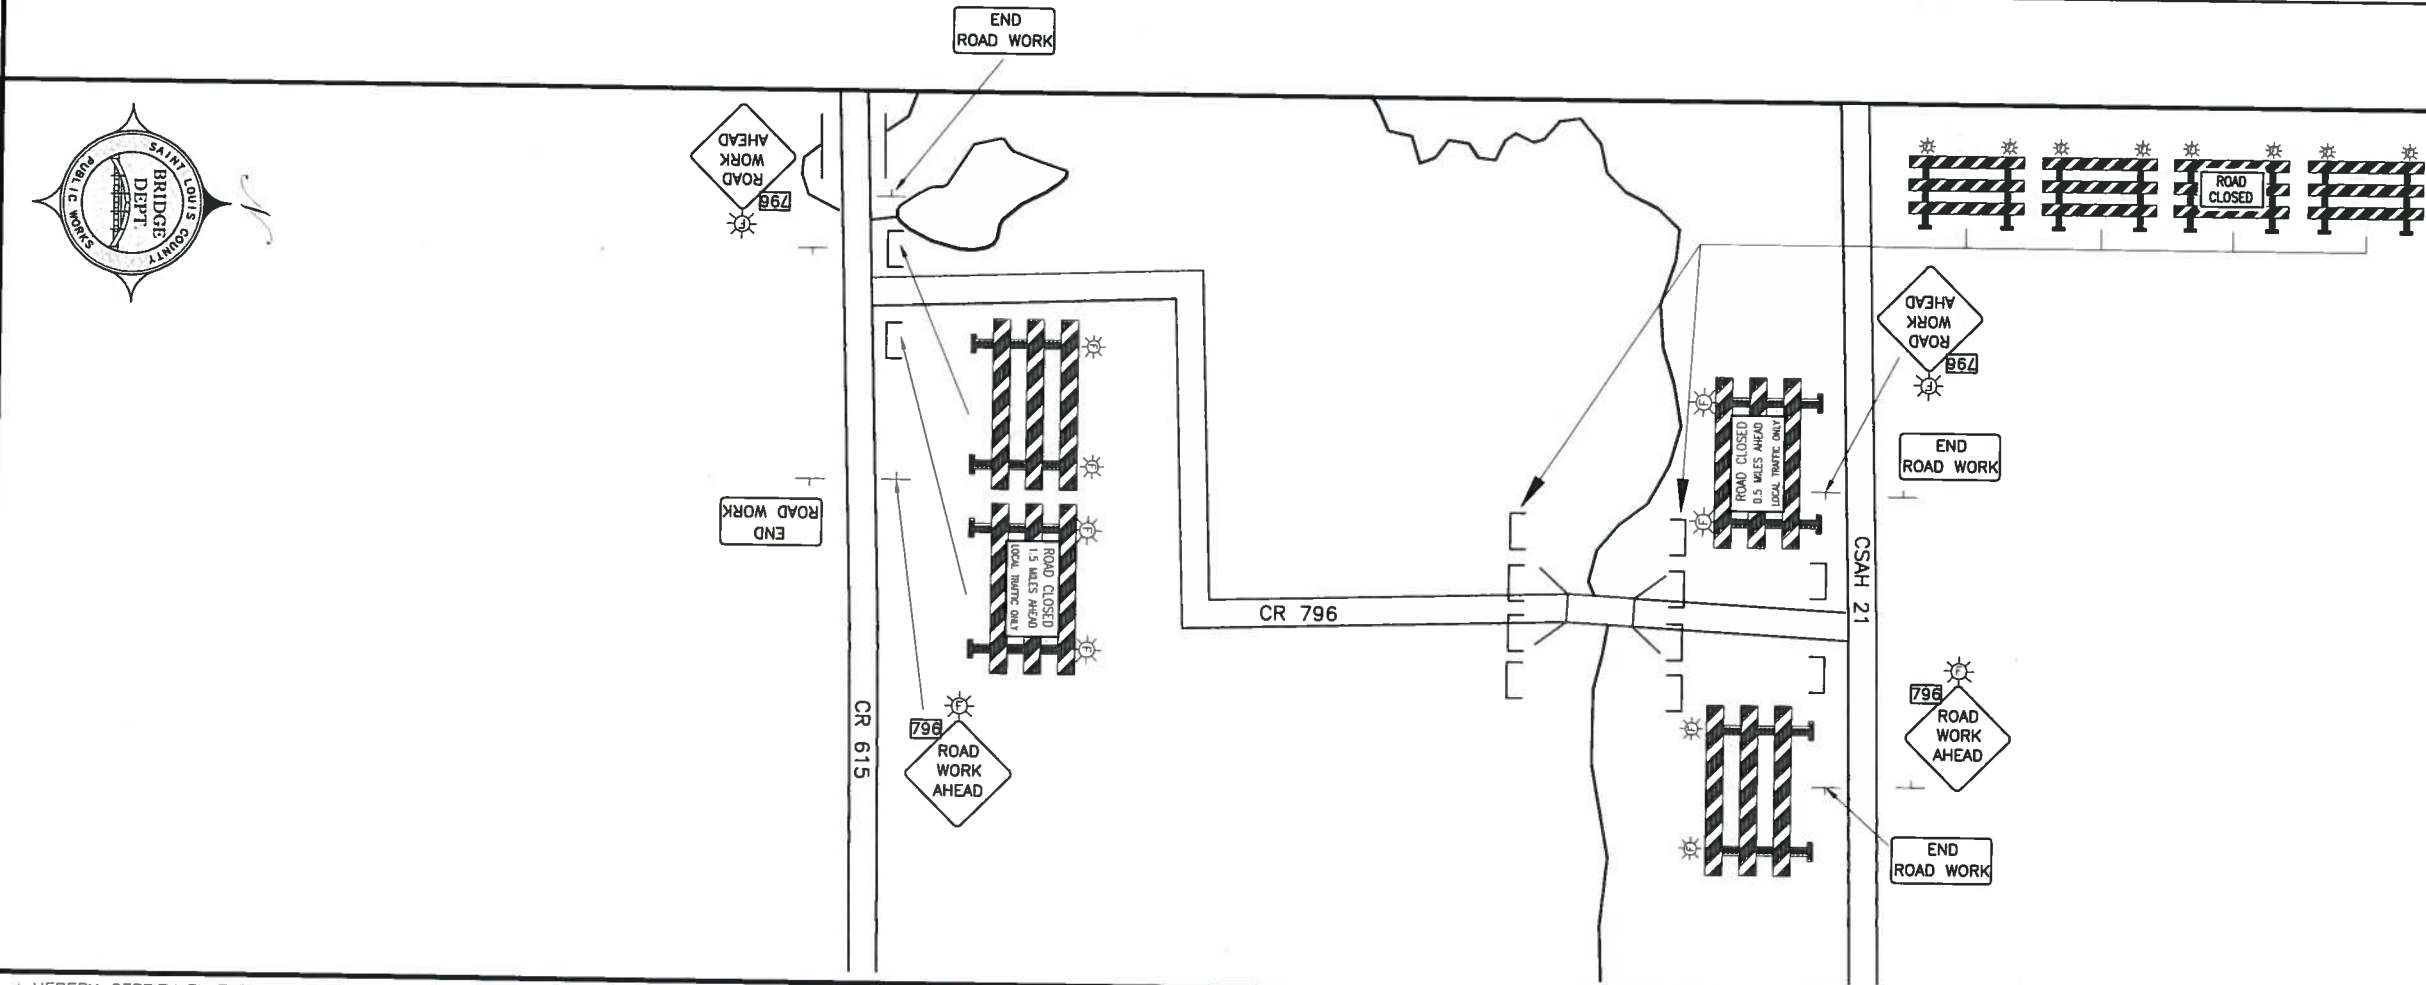 END
ROAD WORK
SAINT LOUIS COUNTY
PUBLIC WORKS
BRIDGE
DEPT.
ROAD
WORK
AHEAD
796
F
END
ROAD WORK
F
F
F
F
ROAD CLOSED
1.5 MILES AHEAD
LOCAL TRAFFIC ONLY
F
796
ROAD
WORK
AHEAD
CR 615
CR 796
CSAH 21
ROAD
CLOSED
ROAD
WORK
AHEAD
796
F
F
F
ROAD CLOSED
0.5 MILES AHEAD
LOCAL TRAFFIC ONLY
END
ROAD WORK
F
796
ROAD
WORK
AHEAD
F
F
END
ROAD WORK